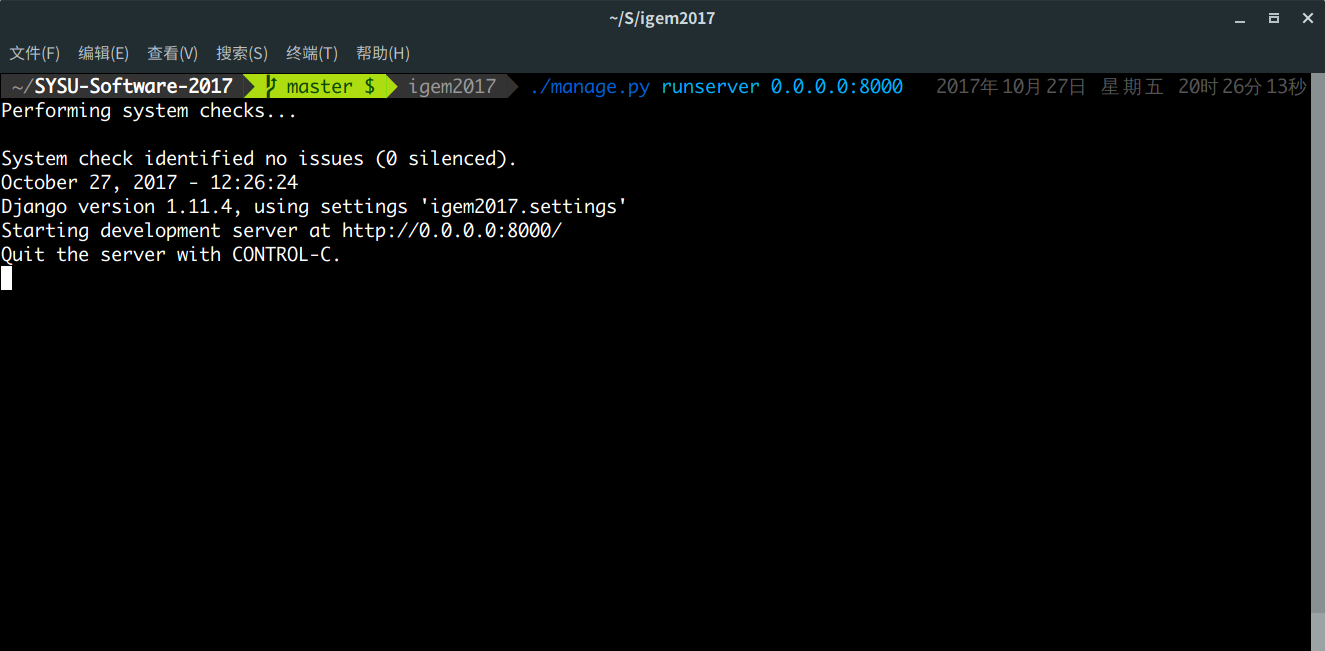 ~/S/igem2017
文件(F) 编辑(E) 查看(V) 搜索(S) 终端(T) 帮助(H)
~/SYSU-Software-2017 master $ igem2017 ./manage.py runserver 0.0.0.0:8000 2017年10月27日 星期五 20时26分13秒
Performing system checks...
System check identified no issues (0 silenced).
October 27, 2017 - 12:26:24
Django version 1.11.4, using settings 'igem2017.settings'
Starting development server at http://0.0.0.0:8000/
Quit the server with CONTROL-C.